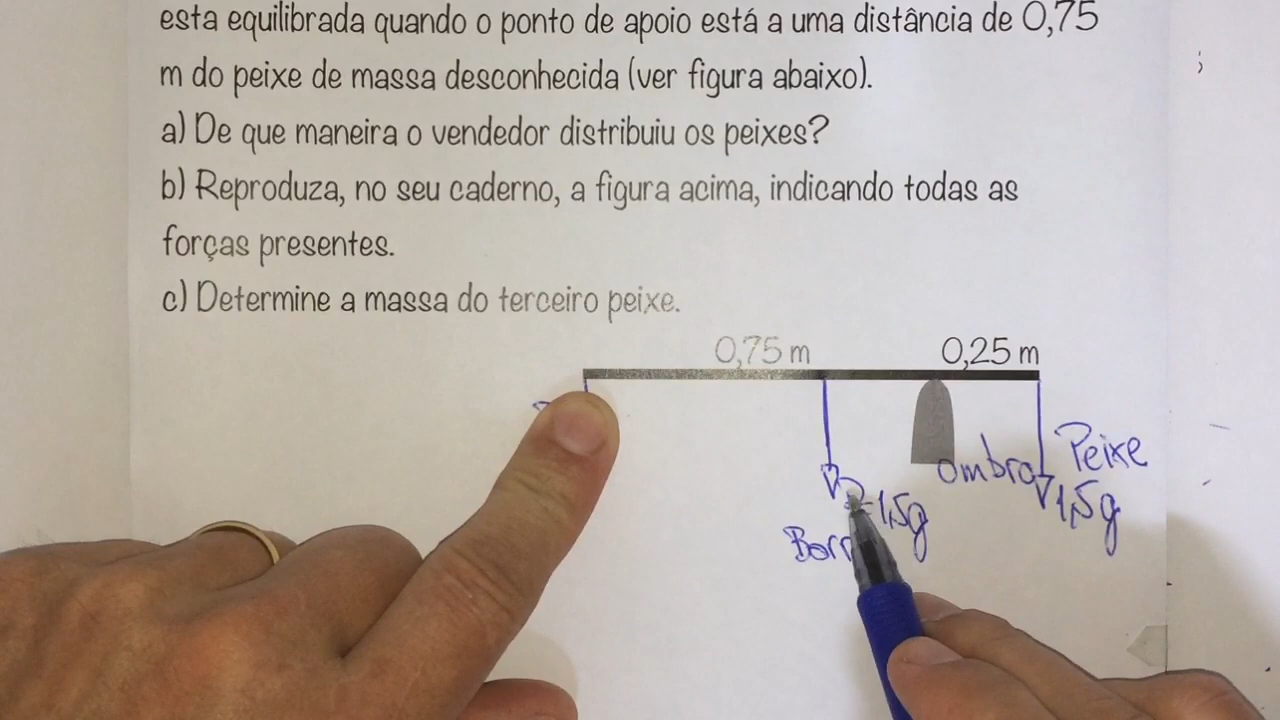 esta equilibrada quando o ponto de apoio está a uma distância de 0,75
m do peixe de massa desconhecida (ver figura abaixo).
a) De que maneira o vendedor distribuiu os peixes?
b) Reproduza, no seu caderno, a figura acima, indicando todas as
forças presentes.
c) Determine a massa do terceiro peixe.
0,75 m 0,25 m
Peixe
ombro
=1,5g 1,5g